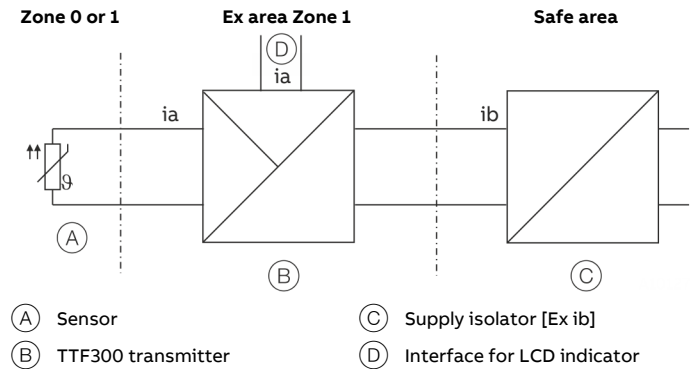 Zone 0 or 1 Ex area Zone 1 Safe area
D
ia
ia ib
ϑ
A
B C
A Sensor C Supply isolator [Ex ib]
B TTF300 transmitter D Interface for LCD indicator